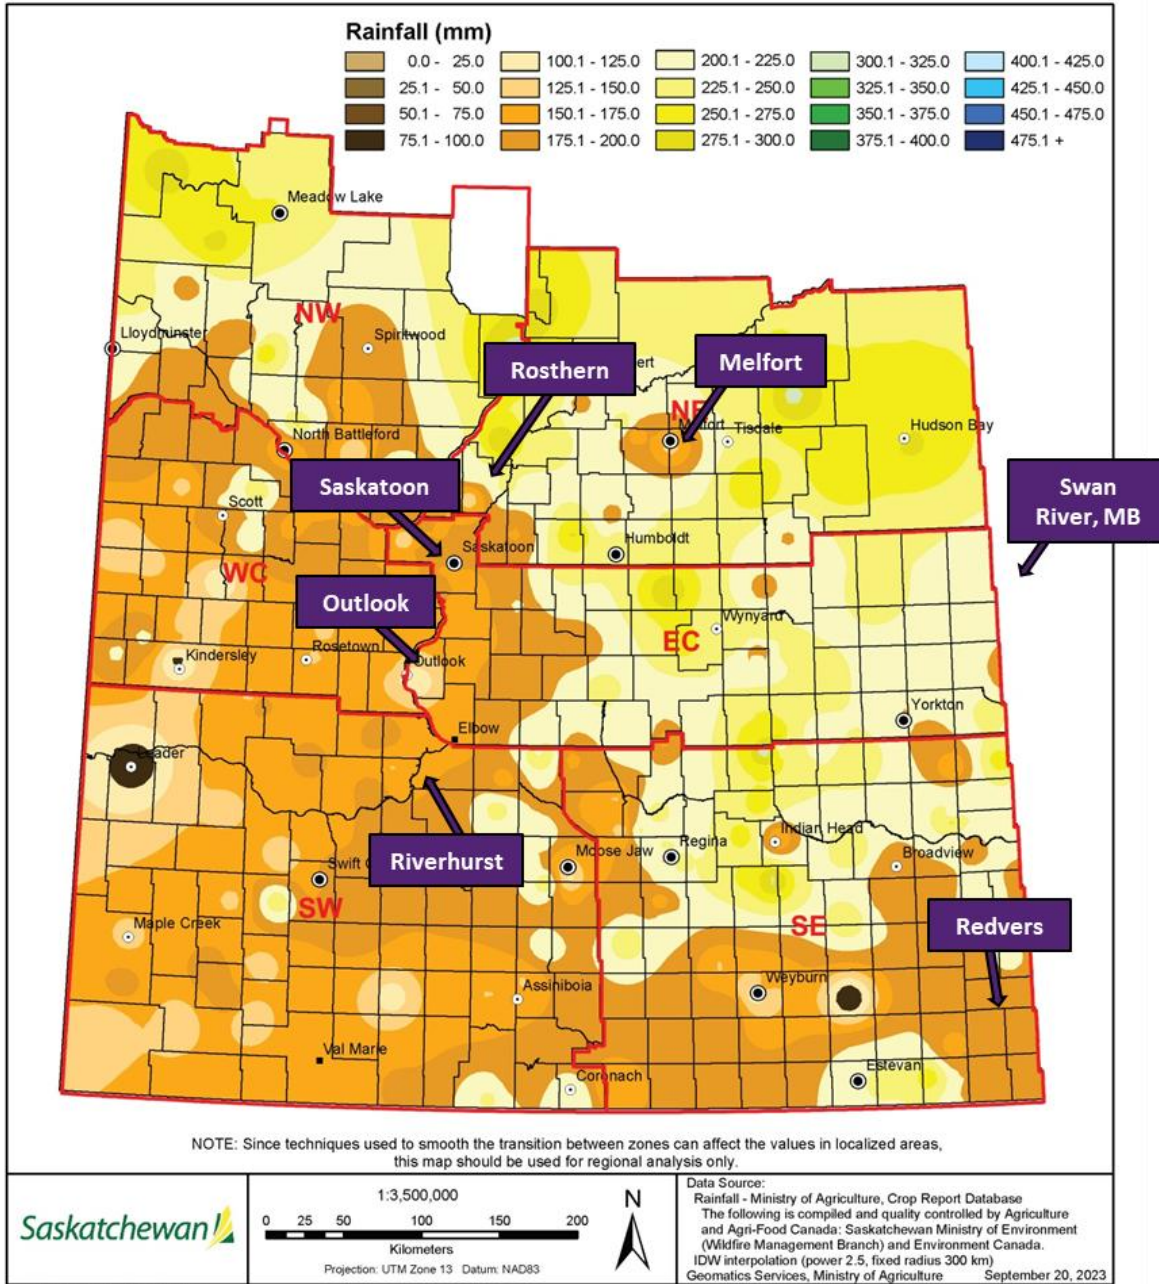 Rainfall (mm)
0.0 - 25.0
25.1 - 50.0
50.1 - 75.0
75.1 - 100.0
100.1 - 125.0
125.1 - 150.0
150.1 - 175.0
175.1 - 200.0
200.1 - 225.0
225.1 - 250.0
250.1 - 275.0
275.1 - 300.0
300.1 - 325.0
325.1 - 350.0
350.1 - 375.0
375.1 - 400.0
400.1 - 425.0
425.1 - 450.0
450.1 - 475.0
475.1 +
Meadow Lake
NW
Lloydminster
Spiritwood
Rosthern
ert
Melfort
Tisdale
Hudson Bay
North Battleford
Saskatoon
Swan
River, MB
Scott
Saskatoon
Humboldt
WC
Outlook
Wynyard
EC
Kindersley
Rosetown
Outlook
Yorkton
Elbow
Leader
Riverhurst
Moose Jaw
Regina
Indian Head
Broadview
Swift
SW
Redvers
SE
Maple Creek
Weyburn
Assiniboia
Val Marie
Coronach
Estevan
NOTE: Since techniques used to smooth the transition between zones can affect the values in localized areas,
this map should be used for regional analysis only.
Saskatchewan
1:3,500,000
0 25 50 100 150 200
Kilometers
Projection: UTM Zone 13 Datum: NAD83
N
Data Source:
Rainfall - Ministry of Agriculture, Crop Report Database
The following is compiled and quality controlled by Agriculture
and Agri-Food Canada: Saskatchewan Ministry of Environment
(Wildfire Management Branch) and Environment Canada.
IDW interpolation (power 2.5, fixed radius 300 km)
Geomatics Services, Ministry of Agriculture September 20, 2023